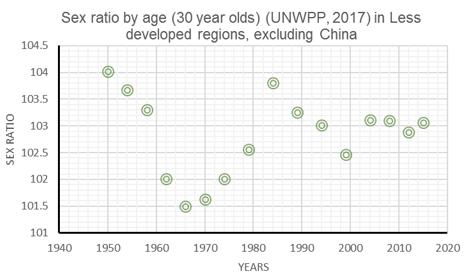 Sex ratio by age (30 year olds) (UNWPP, 2017) in Less
developed regions, excluding China
104.5
104
103.5
103
102.5
102
101.5
101
SEX RATIO
1940 1950 1960 1970 1980 1990 2000 2010 2020
YEARS